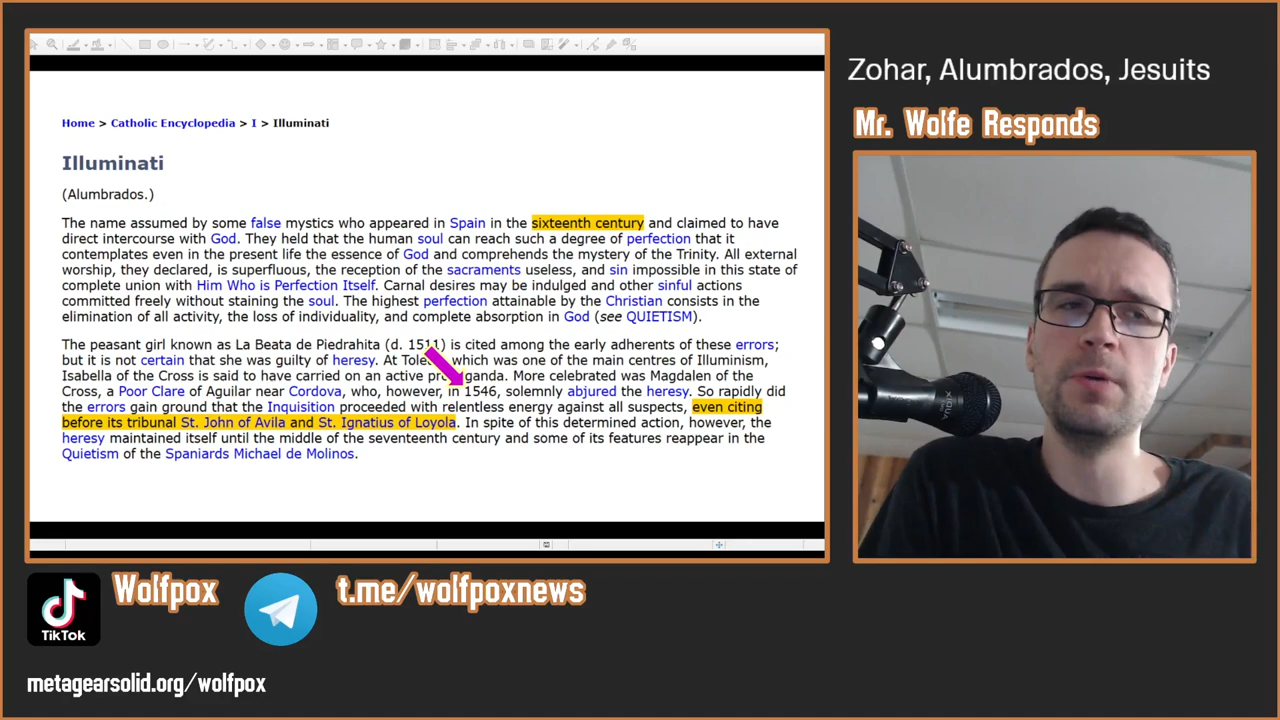 Zohar, Alumbrados, Jesuits
Mr. Wolfe Responds
Home > Catholic Encyclopedia > I > Illuminati
Illuminati
(Alumbrados.)
The name assumed by some false mystics who appeared in Spain in the sixteenth century and claimed to have
direct intercourse with God. They held that the human soul can reach such a degree of perfection that it
contemplates even in the present life the essence of God and comprehends the mystery of the Trinity. All external
worship, they declared, is superfluous, the reception of the sacraments useless, and sin impossible in this state of
complete union with Him Who is Perfection Itself. Carnal desires may be indulged and other sinful actions
committed freely without staining the soul. The highest perfection attainable by the Christian consists in the
elimination of all activity, the loss of individuality, and complete absorption in God (see QUIETISM).
The peasant girl known as La Beata de Piedrahita (d. 1511) is cited among the early adherents of these errors;
but it is not certain that she was guilty of heresy. At Toledo, which was one of the main centres of Illuminism,
Isabella of the Cross is said to have carried on an active propaganda. More celebrated was Magdalen of the
Cross, a Poor Clare of Aguilar near Cordova, who, however, in 1546, solemnly abjured the heresy. So rapidly did
the errors gain ground that the Inquisition proceeded with relentless energy against all suspects, even citing
before its tribunal St. John of Avila and St. Ignatius of Loyola. In spite of this determined action, however, the
heresy maintained itself until the middle of the seventeenth century and some of its features reappear in the
Quietism of the Spaniards Michael de Molinos.
TikTok
Wolfpox
t.me/wolfpoxnews
metagearsolid.org/wolfpox